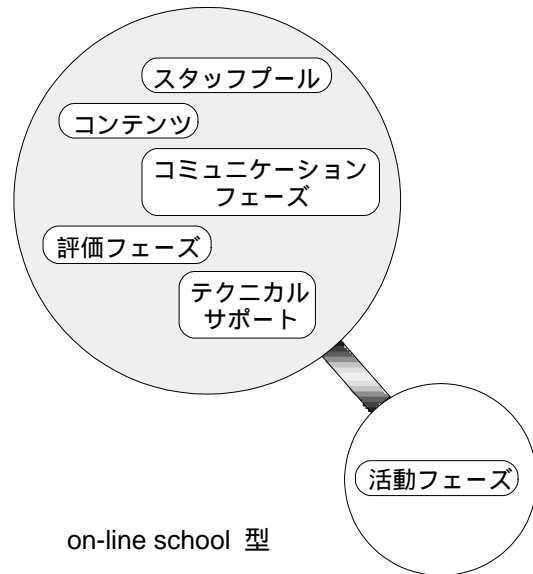 スタッフプール
コンテンツ
コミュニケーション
フェーズ
評価フェーズ
テクニカル
サポート
活動フェーズ
on-line school 型